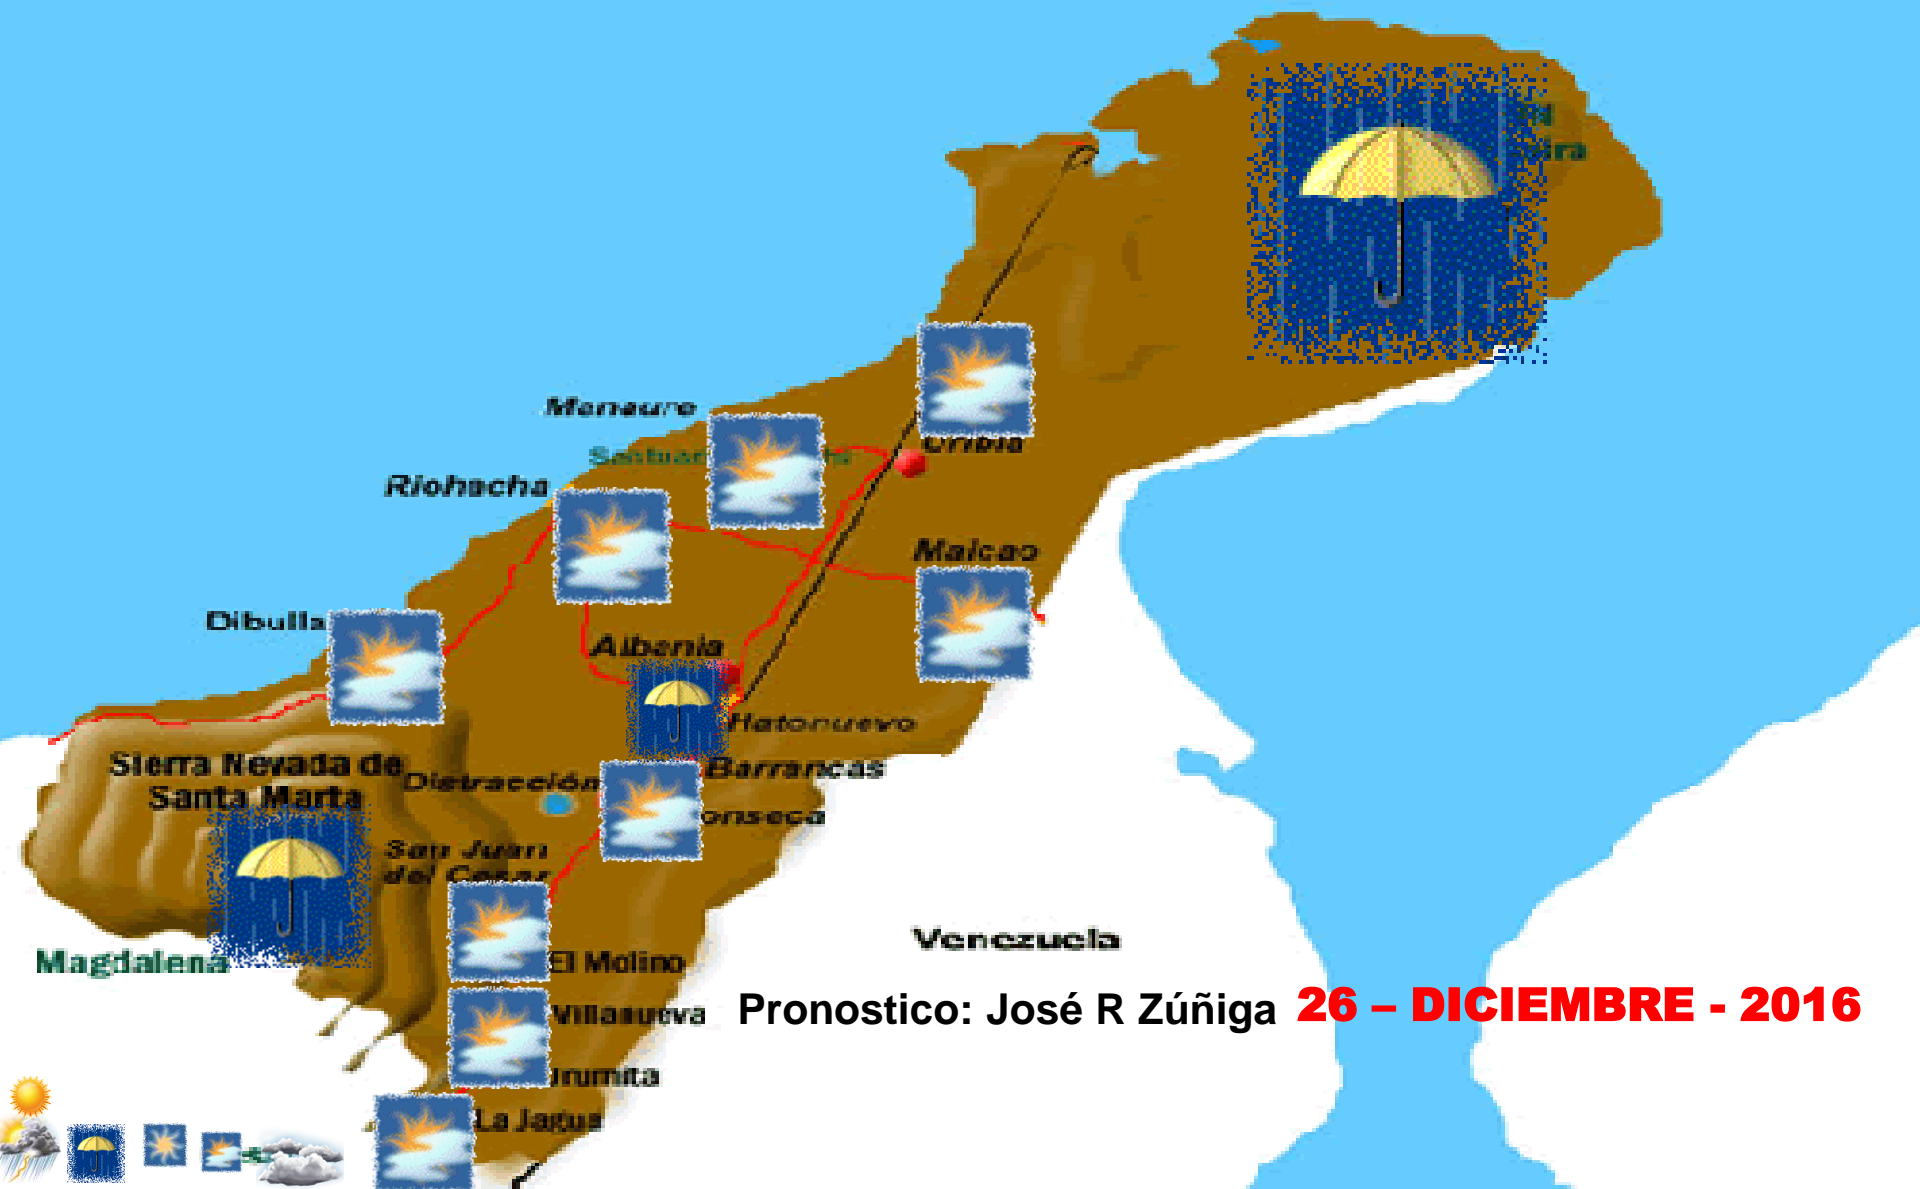 Manaure
Uribia
Riohacha
Maicao
Dibulla
Albania
Hatonuevo
Sierra Nevada de
Santa Marta
Distracción
Barrancas
onseca
San Juan
del Cesar
Magdalena
El Molino
Venezuela
Villanueva
Pronostico: José R Zúñiga
26 – DICIEMBRE - 2016
Urumita
La Jagua